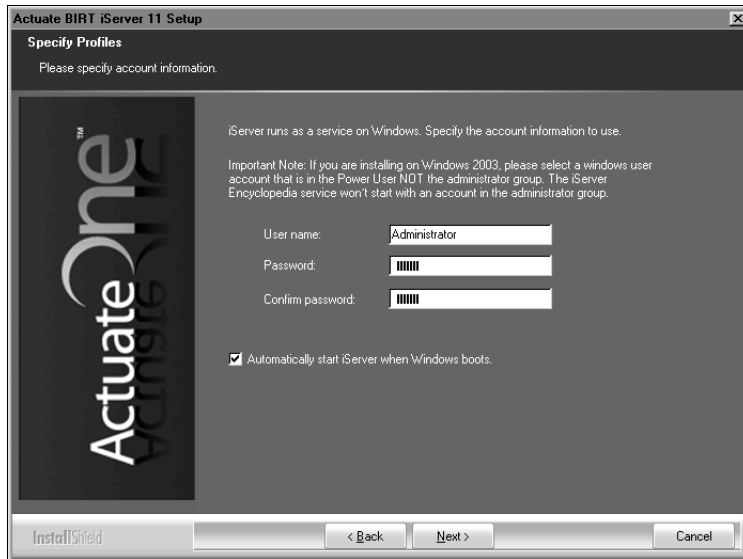 Actuate BIRT iServer 11 Setup
Specify Profiles
Please specify account information.
ActuateOne™
iServer runs as a service on Windows. Specify the account information to use.
Important Note: If you are installing on Windows 2003, please select a windows user
account that is in the Power User NOT the administrator group. The iServer
Encyclopedia service won't start with an account in the administrator group.
User name: Administrator
Password:
Confirm password:
Automatically start iServer when Windows boots.
InstallShield
< Back Next > Cancel